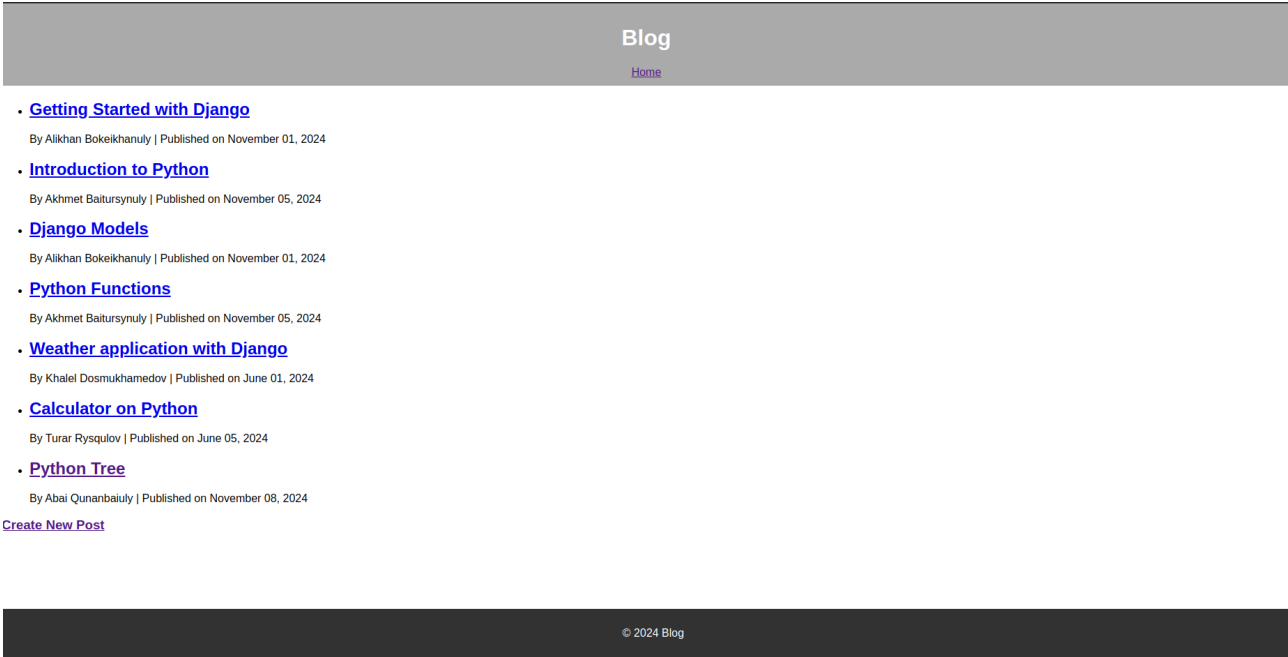 Blog
Home
Getting Started with Django
By Alikhan Bokeikhanuly | Published on November 01, 2024
Introduction to Python
By Akhmet Baitursynuly | Published on November 05, 2024
Django Models
By Alikhan Bokeikhanuly | Published on November 01, 2024
Python Functions
By Akhmet Baitursynuly | Published on November 05, 2024
Weather application with Django
By Khalel Dosmukhamedov | Published on June 01, 2024
Calculator on Python
By Turar Rysqulov | Published on June 05, 2024
Python Tree
By Abai Qunanbaiuly | Published on November 08, 2024
Create New Post
© 2024 Blog